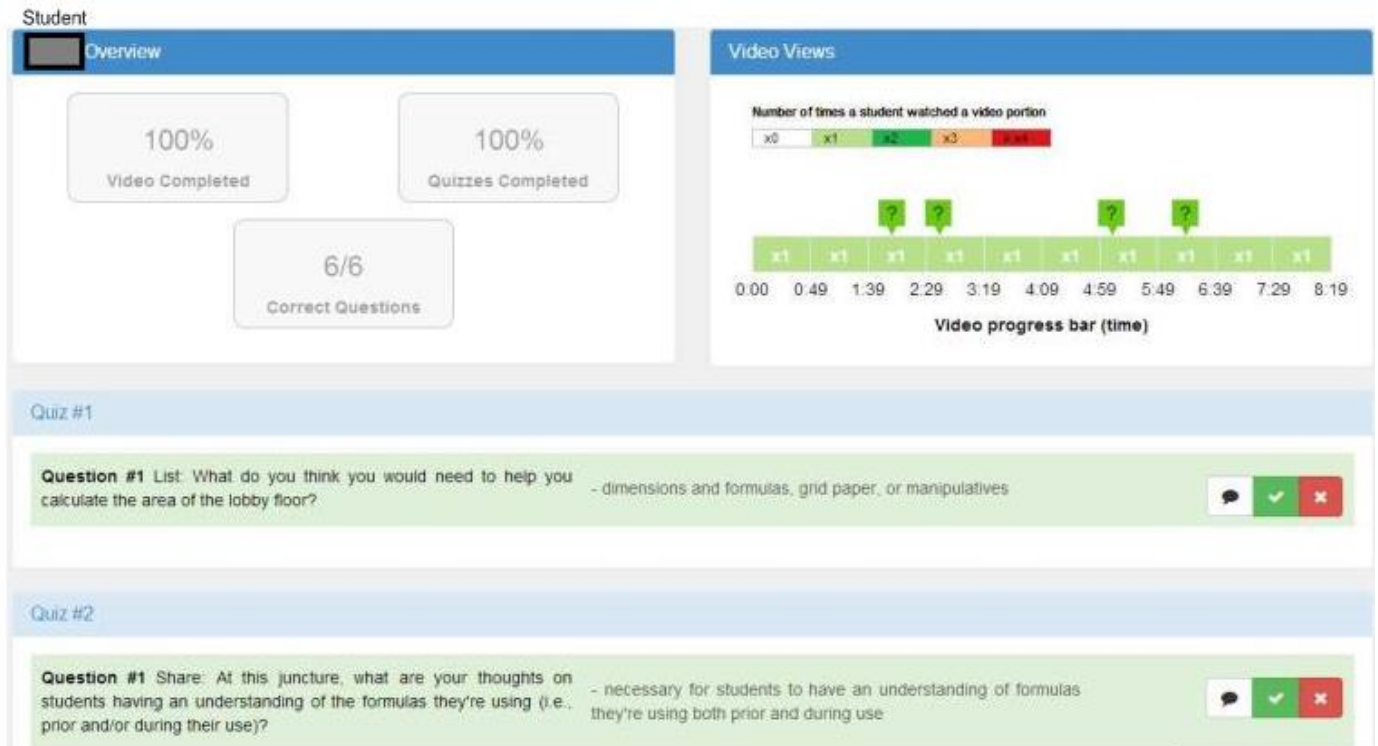 Student
Overview
100%
Video Completed
100%
Quizzes Completed
6/6
Correct Questions
Video Views
Number of times a student watched a video portion
x0 x1 x2 x3
? ? ? ?
x1 x1 x1 x1 x1 x1 x1 x1 x1 x1
0:00 0:49 1:39 2:29 3:19 4:09 4:59 5:49 6:39 7:29 8:19
Video progress bar (time)
Quiz #1
Question #1 List: What do you think you would need to help you
calculate the area of the lobby floor?
- dimensions and formulas, grid paper, or manipulatives
Quiz #2
Question #1 Share: At this juncture, what are your thoughts on
students having an understanding of the formulas they're using (i.e.,
prior and/or during their use)?
- necessary for students to have an understanding of formulas
they're using both prior and during use